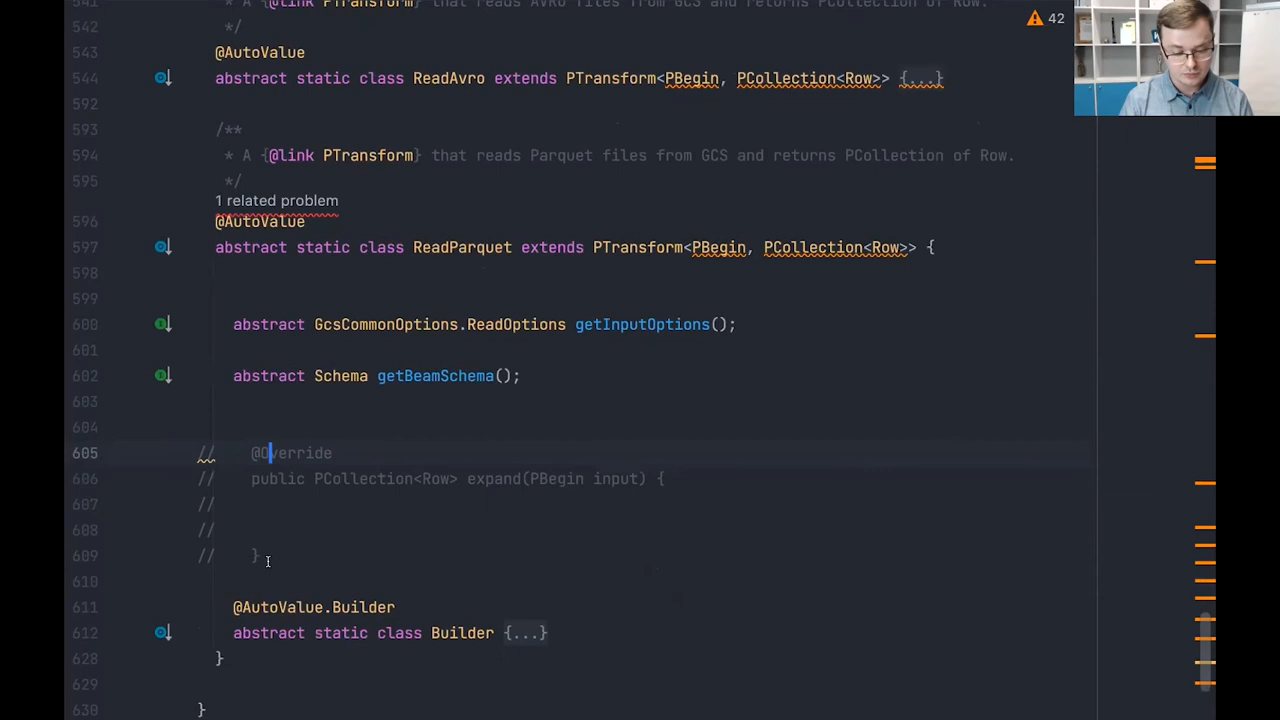 541 * A {@link PTransform} that reads AVRO files from GCS and returns PCollection of Row.
542 */
543 @AutoValue
544 abstract static class ReadAvro extends PTransform<PBegin, PCollection<Row>> {...}
592
593 /**
594 * A {@link PTransform} that reads Parquet files from GCS and returns PCollection of Row.
595 */
1 related problem
596 @AutoValue
597 abstract static class ReadParquet extends PTransform<PBegin, PCollection<Row>> {
598
599
600 abstract GcsCommonOptions.ReadOptions getInputOptions();
601
602 abstract Schema getBeamSchema();
603
604
605 // @Override
606 // public PCollection<Row> expand(PBegin input) {
607 //
608 //
609 // }
610
611 @AutoValue.Builder
612 abstract static class Builder {...}
628 }
629
630 }
42